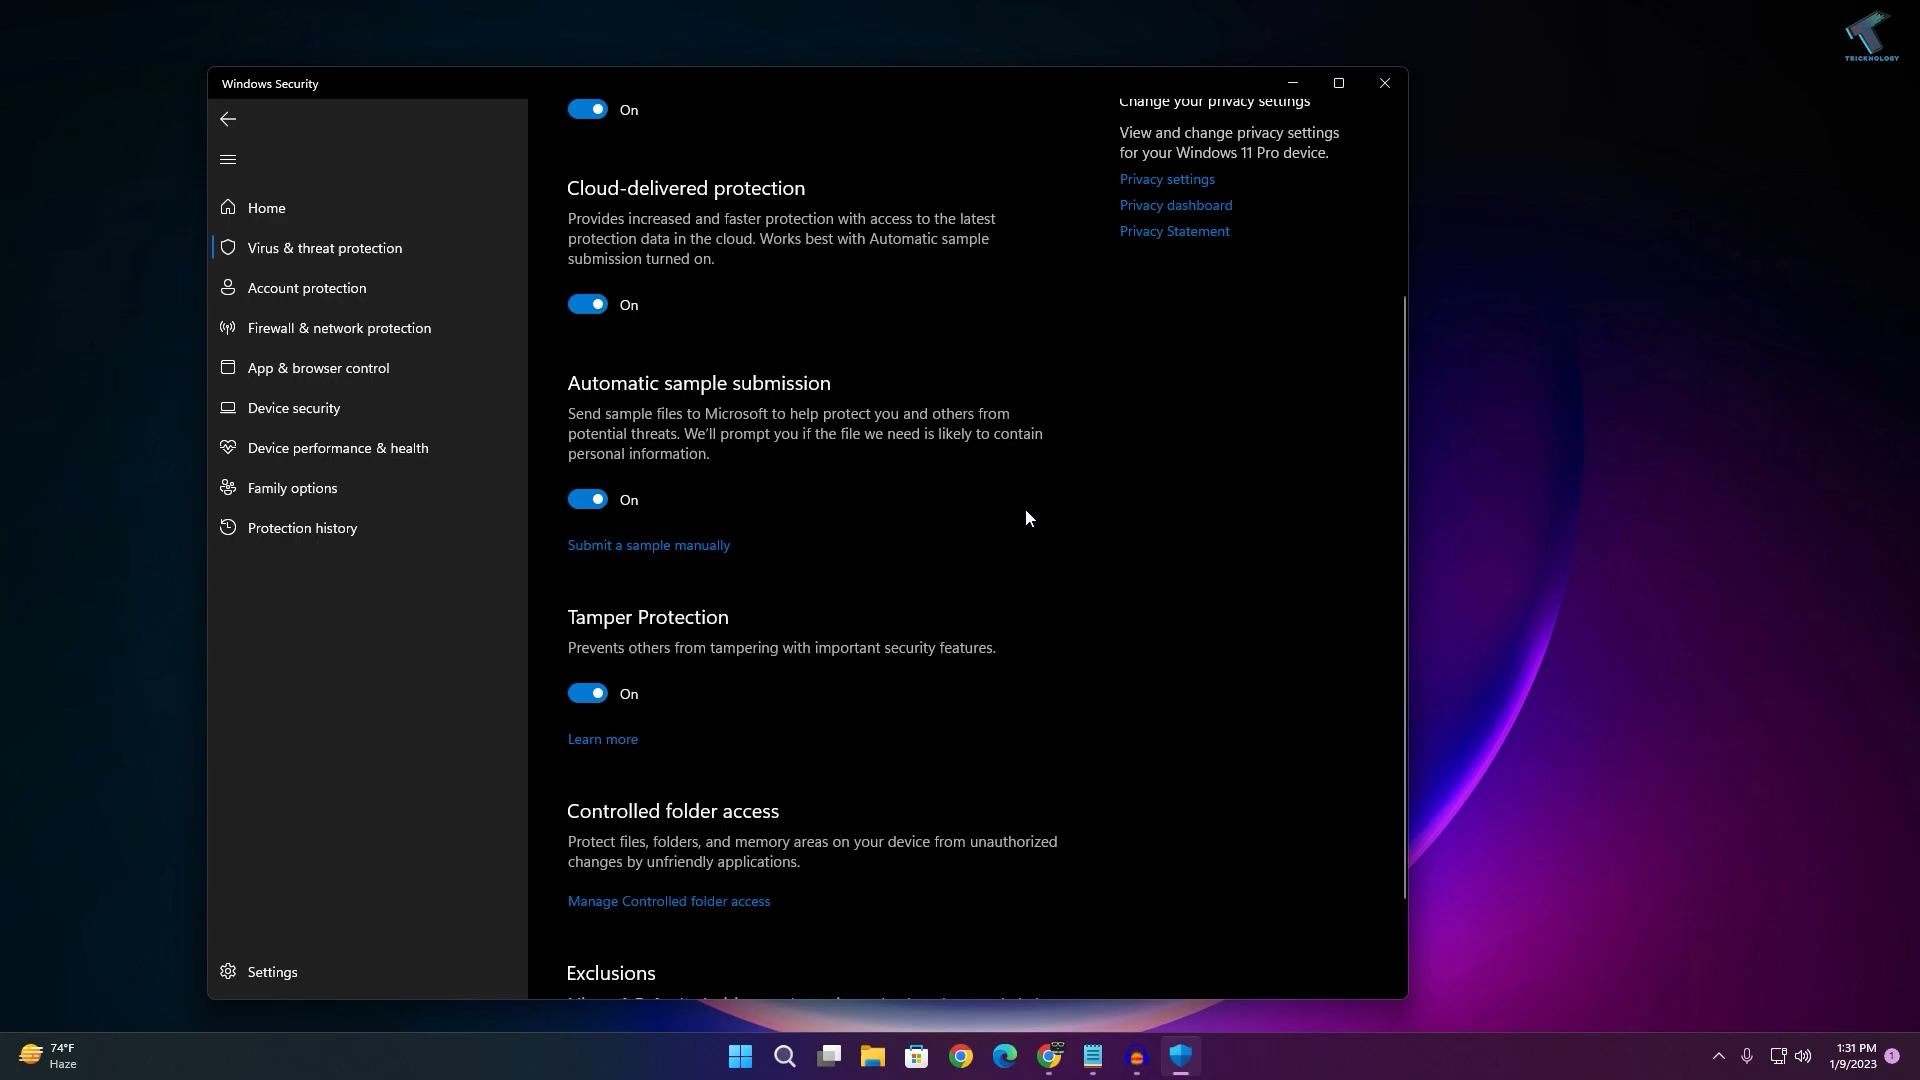 TRICKNOLOGY
Windows Security
Home
Virus & threat protection
Account protection
Firewall & network protection
App & browser control
Device security
Device performance & health
Family options
Protection history
Settings
On
Cloud-delivered protection
Provides increased and faster protection with access to the latest
protection data in the cloud. Works best with Automatic sample
submission turned on.
On
Automatic sample submission
Send sample files to Microsoft to help protect you and others from
potential threats. We'll prompt you if the file we need is likely to contain
personal information.
On
Submit a sample manually
Tamper Protection
Prevents others from tampering with important security features.
On
Learn more
Controlled folder access
Protect files, folders, and memory areas on your device from unauthorized
changes by unfriendly applications.
Manage Controlled folder access
Exclusions
Change your privacy settings
View and change privacy settings
for your Windows 11 Pro device.
Privacy settings
Privacy dashboard
Privacy Statement
74°F
Haze
1:31 PM
1/9/2023
1